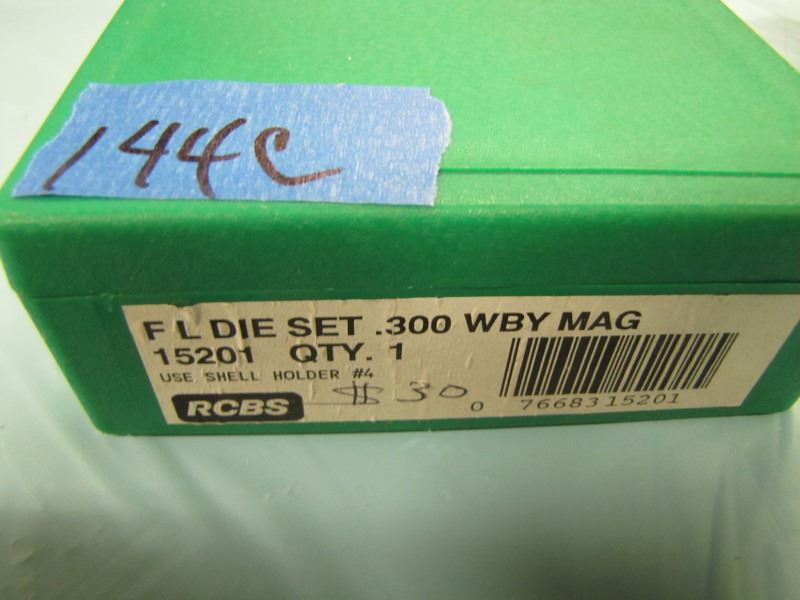 144C
F L DIE SET .300 WBY MAG
15201 QTY. 1
USE SHELL HOLDER #4
RCBS $ 30
0 7668315201